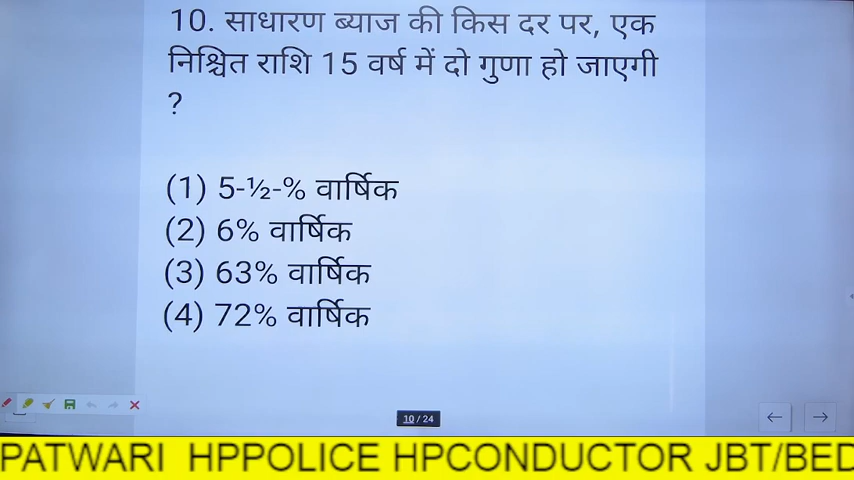 10. साधारण ब्याज की किस दर पर, एक
निश्चित राशि 15 वर्ष में दो गुणा हो जाएगी
?
(1) 5-½-% वार्षिक
(2) 6% वार्षिक
(3) 63% वार्षिक
(4) 72% वार्षिक
10 / 24
PATWARI HPPOLICE HPCONDUCTOR JBT/BED